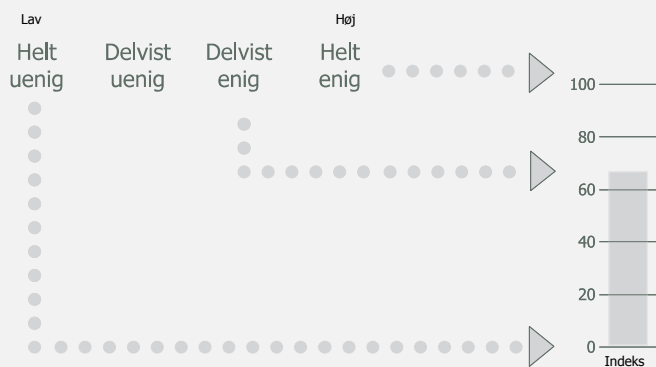 Lav
Høj
Helt uenig
Delvist uenig
Delvist enig
Helt enig
100
80
60
40
20
0
Indeks